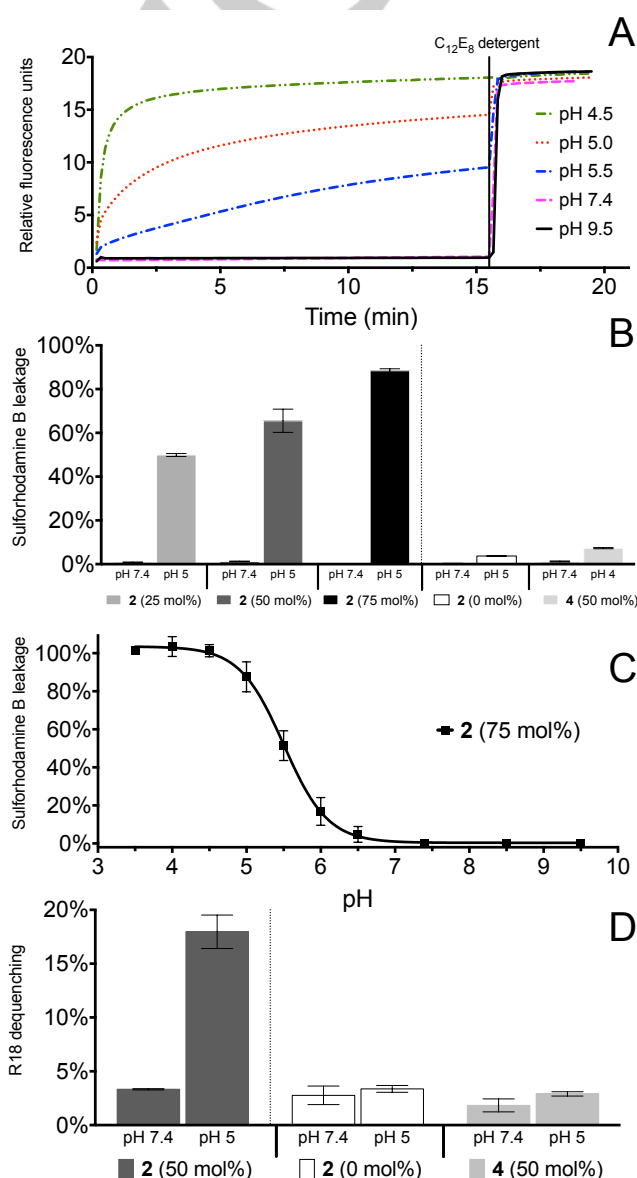 A
C12E8 detergent
20
15
10
5
0
Relative fluorescence units
pH 4.5
pH 5.0
pH 5.5
pH 7.4
pH 9.5
0 5 10 15 20
Time (min)
B
100%
80%
60%
40%
20%
0%
Sulforhodamine B leakage
pH 7.4 pH 5 pH 7.4 pH 5 pH 7.4 pH 5 pH 7.4 pH 5 pH 7.4 pH 4
2 (25 mol%) 2 (50 mol%) 2 (75 mol%) 2 (0 mol%) 4 (50 mol%)
C
100%
80%
60%
40%
20%
0%
Sulforhodamine B leakage
2 (75 mol%)
3 4 5 6 7 8 9 10
pH
D
20%
15%
10%
5%
0%
R18 dequenching
pH 7.4 pH 5 pH 7.4 pH 5 pH 7.4 pH 5
2 (50 mol%) 2 (0 mol%) 4 (50 mol%)